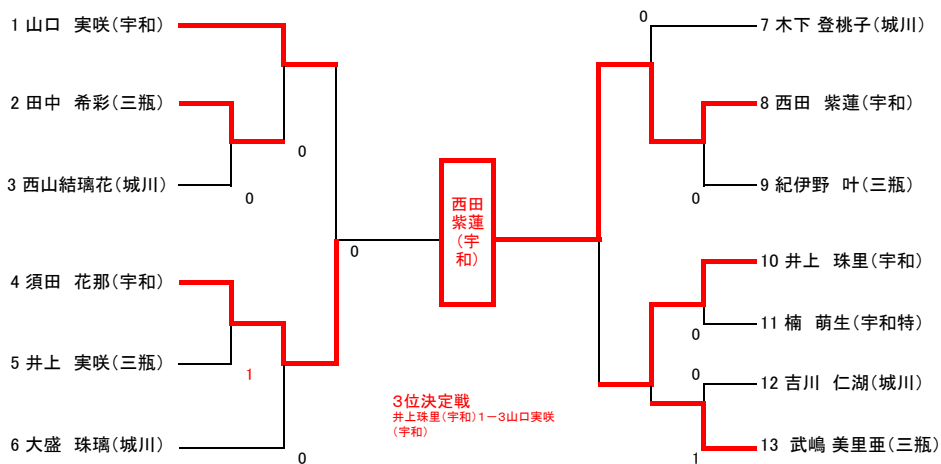 1 山口　実咲(宇和)
2 田中　希彩(三瓶)
0
3 西山結璃花(城川)
0
4 須田　花那(宇和)
0
5 井上　実咲(三瓶)
1
6 大盛　珠璃(城川)
0
西田
紫蓮
(宇
和)
3位決定戦
井上珠里(宇和)1-3山口実咲
(宇和)
0
7 木下 登桃子(城川)
8 西田　紫蓮(宇和)
9 紀伊野　叶(三瓶)
0
10 井上　珠里(宇和)
11 楠　萌生(宇和特)
0
0
12 吉川　仁湖(城川)
13　武嶋 美里亜(三瓶)
1